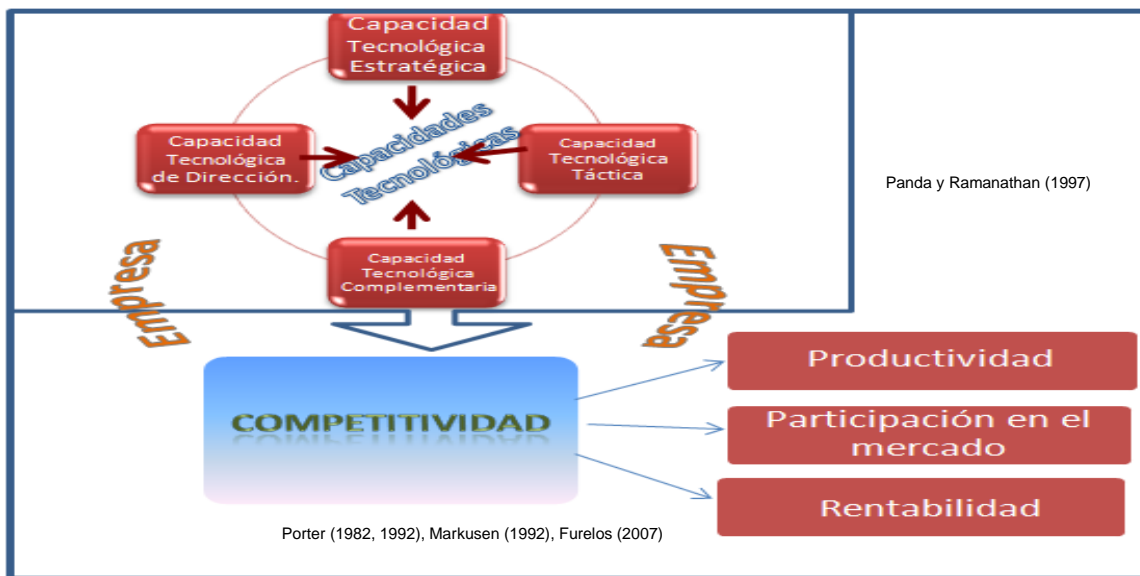 Capacidad
Tecnológica
Estratégica
Capacidad
Tecnológica
de Dirección.
Capacidades
Tecnológicas
Capacidad
Tecnológica
Táctica
Panda y Ramanathan (1997)
Capacidad
Tecnológica
Complementaria
Empresa
Empresa
COMPETITIVIDAD
Productividad
Participación en el
mercado
Rentabilidad
Porter (1982, 1992), Markusen (1992), Furelos (2007)